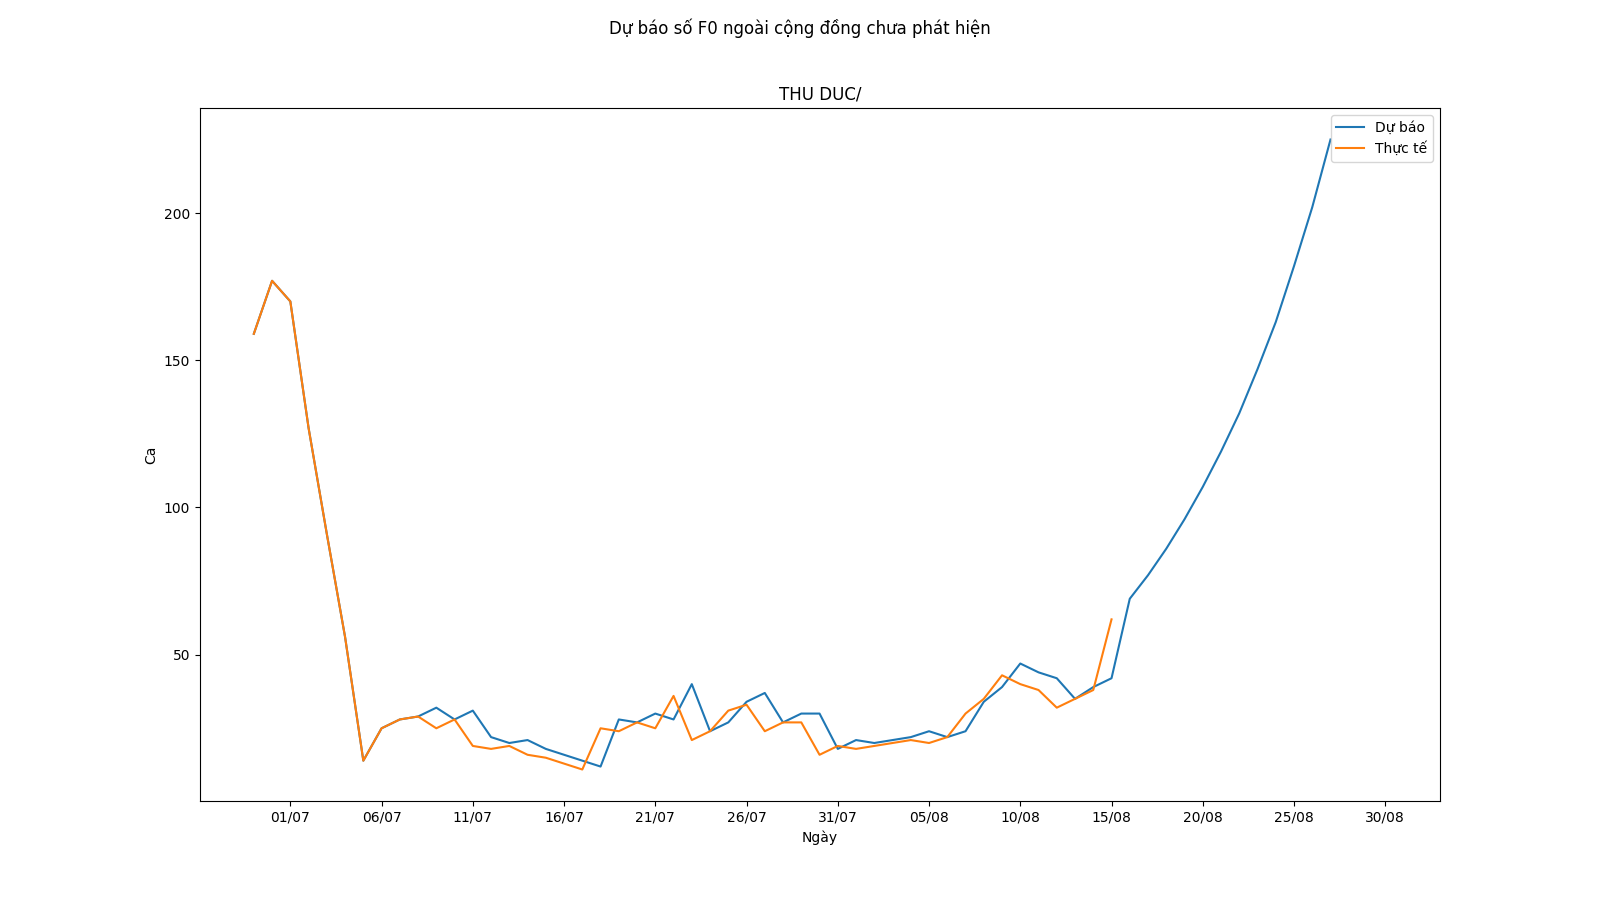 Dự báo số F0 ngoài cộng đồng chưa phát hiện
THU DUC/
Dự báo
Thực tế
200
150
100
50
Ca
01/07 06/07 11/07 16/07 21/07 26/07 31/07 05/08 10/08 15/08 20/08 25/08 30/08
Ngày